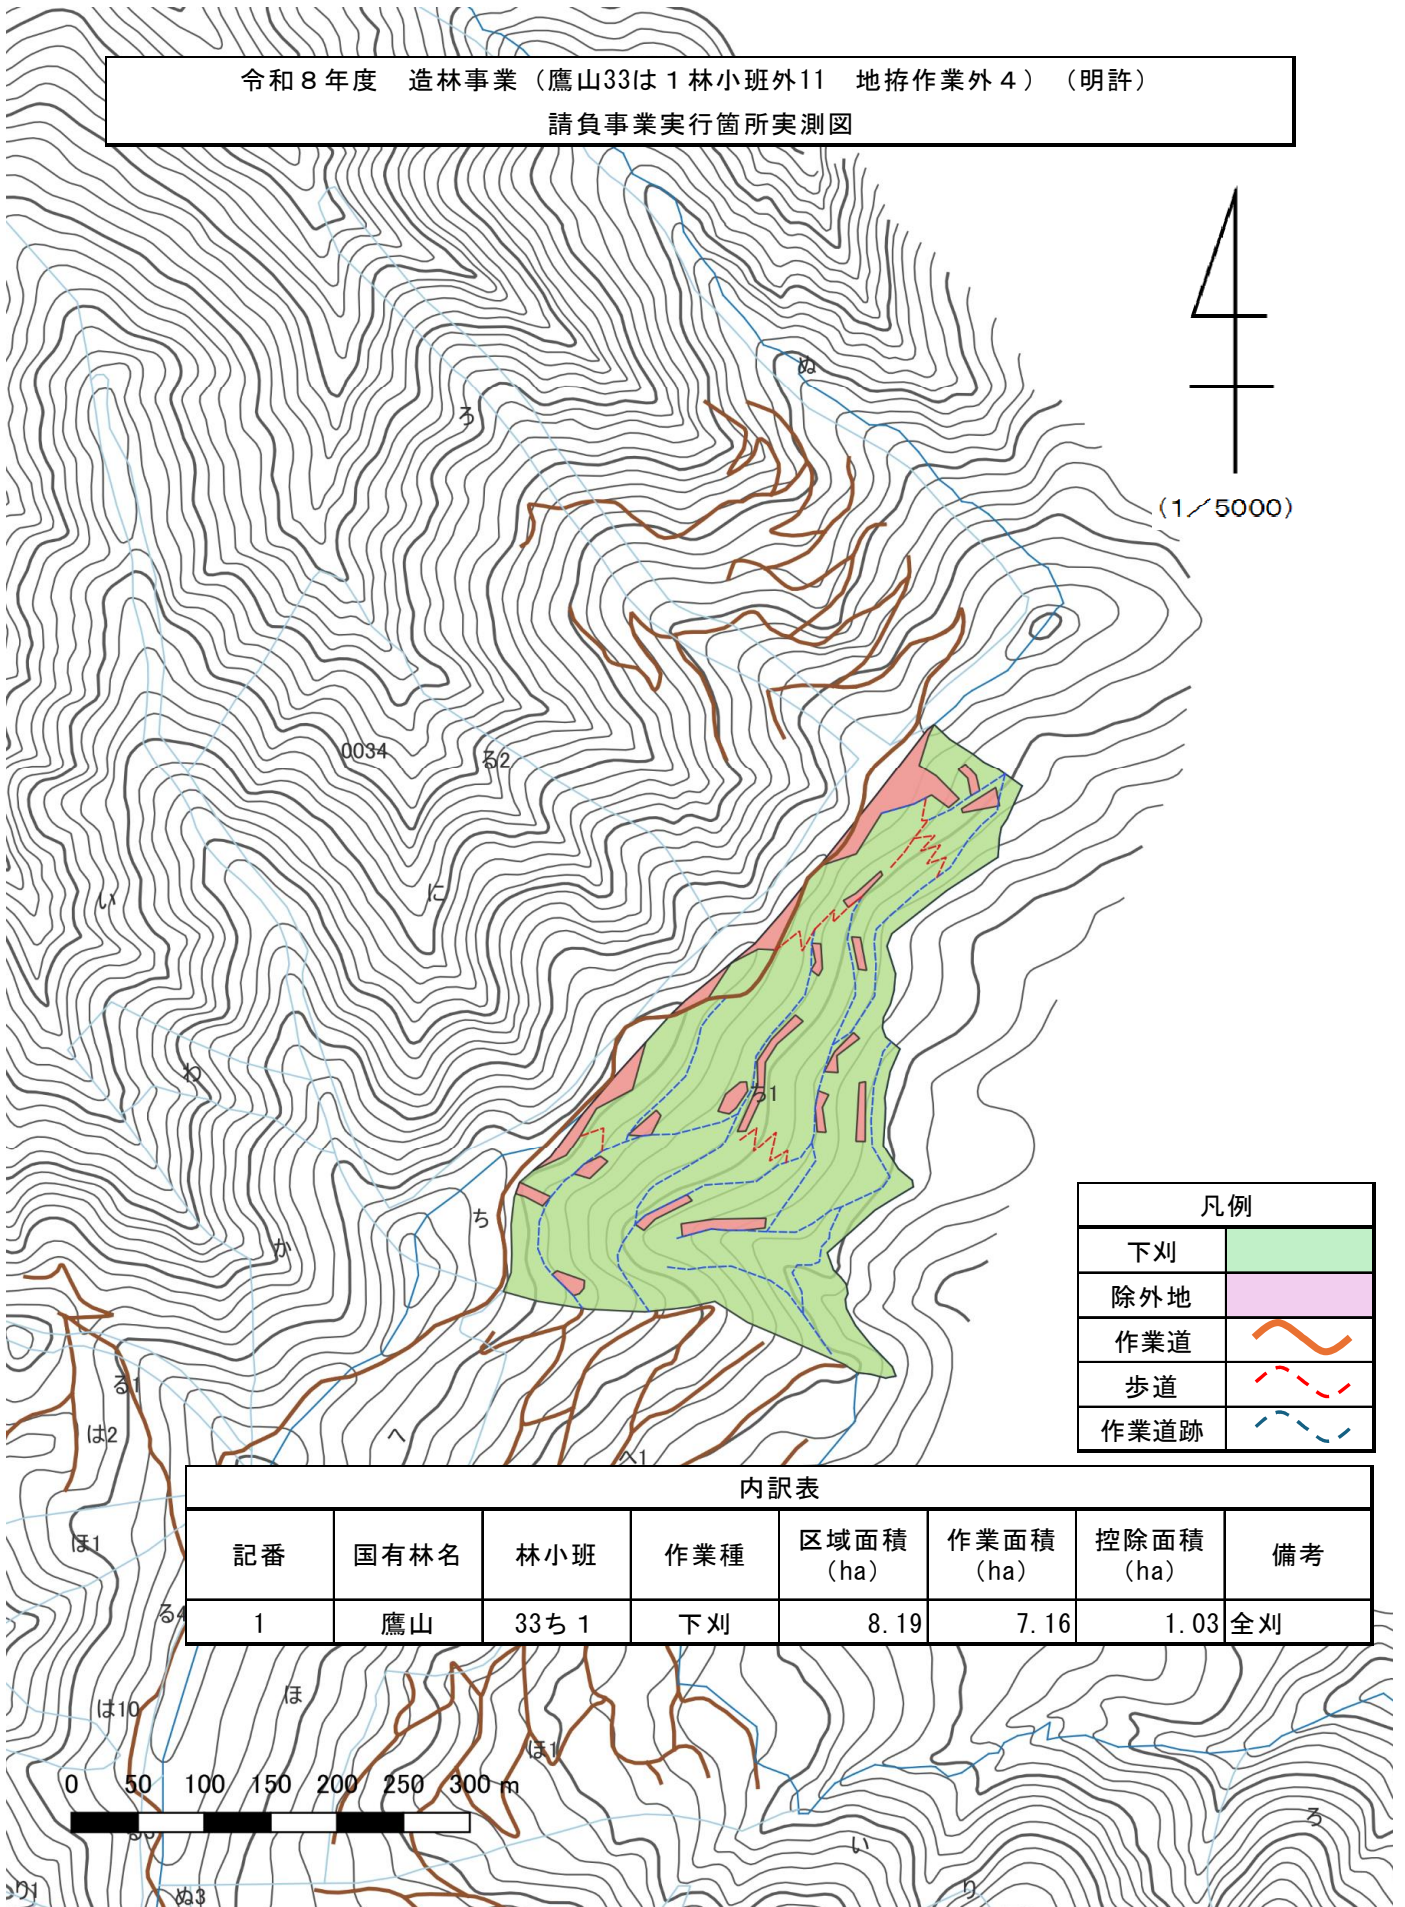 令和８年度　造林事業（鷹山33は１林小班外11　地拵作業外４）（明許）
請負事業実行箇所実測図
(1／5000)
ぬ
ろ
0034
ろ2
い
に
わ
ち1
ち
か
る1
は2
へ
へ1
ほ1
る4
は10
ほ
ほ1
い
ろ
り1
ぬ3
り
凡例
下刈
除外地
作業道
歩道
作業道跡
内訳表
記番 国有林名 林小班 作業種 区域面積（ha） 作業面積（ha） 控除面積（ha） 備考
1 鷹山 33ち１ 下刈 8.19 7.16 1.03 全刈
0 50 100 150 200 250 300 m